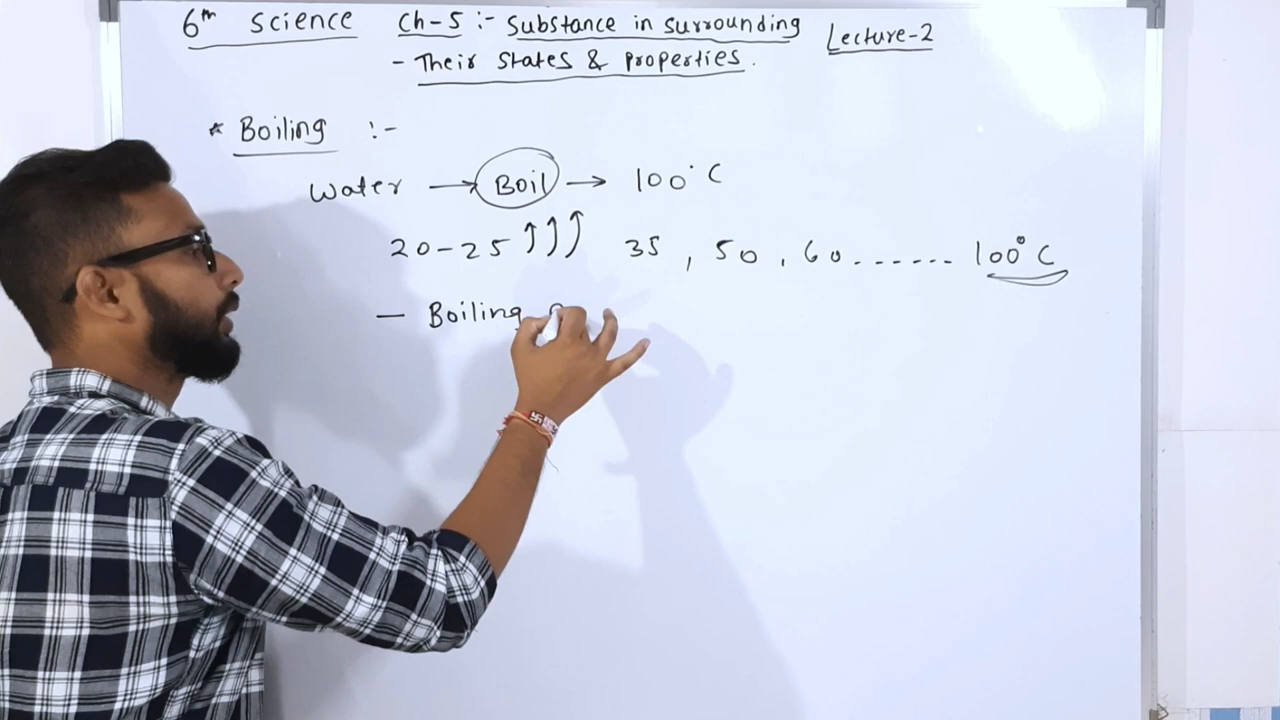 6th Science Ch-5 :- Substance in surrounding Lecture-2
- Their States & properties.
* Boiling :-
Water → Boil → 100°C
20-25 ↑↑↑ 35, 50, 60....... 100°C
- Boiling